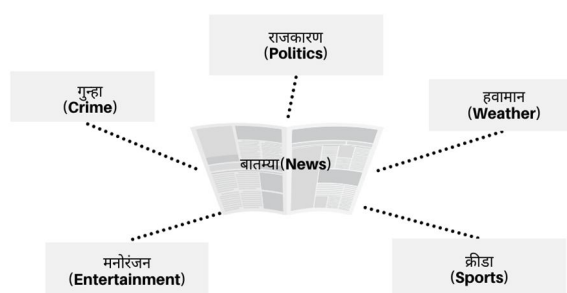 राजकारण
(Politics)
गुन्हा
(Crime)
हवामान
(Weather)
बातम्या(News)
मनोरंजन
(Entertainment)
क्रीडा
(Sports)